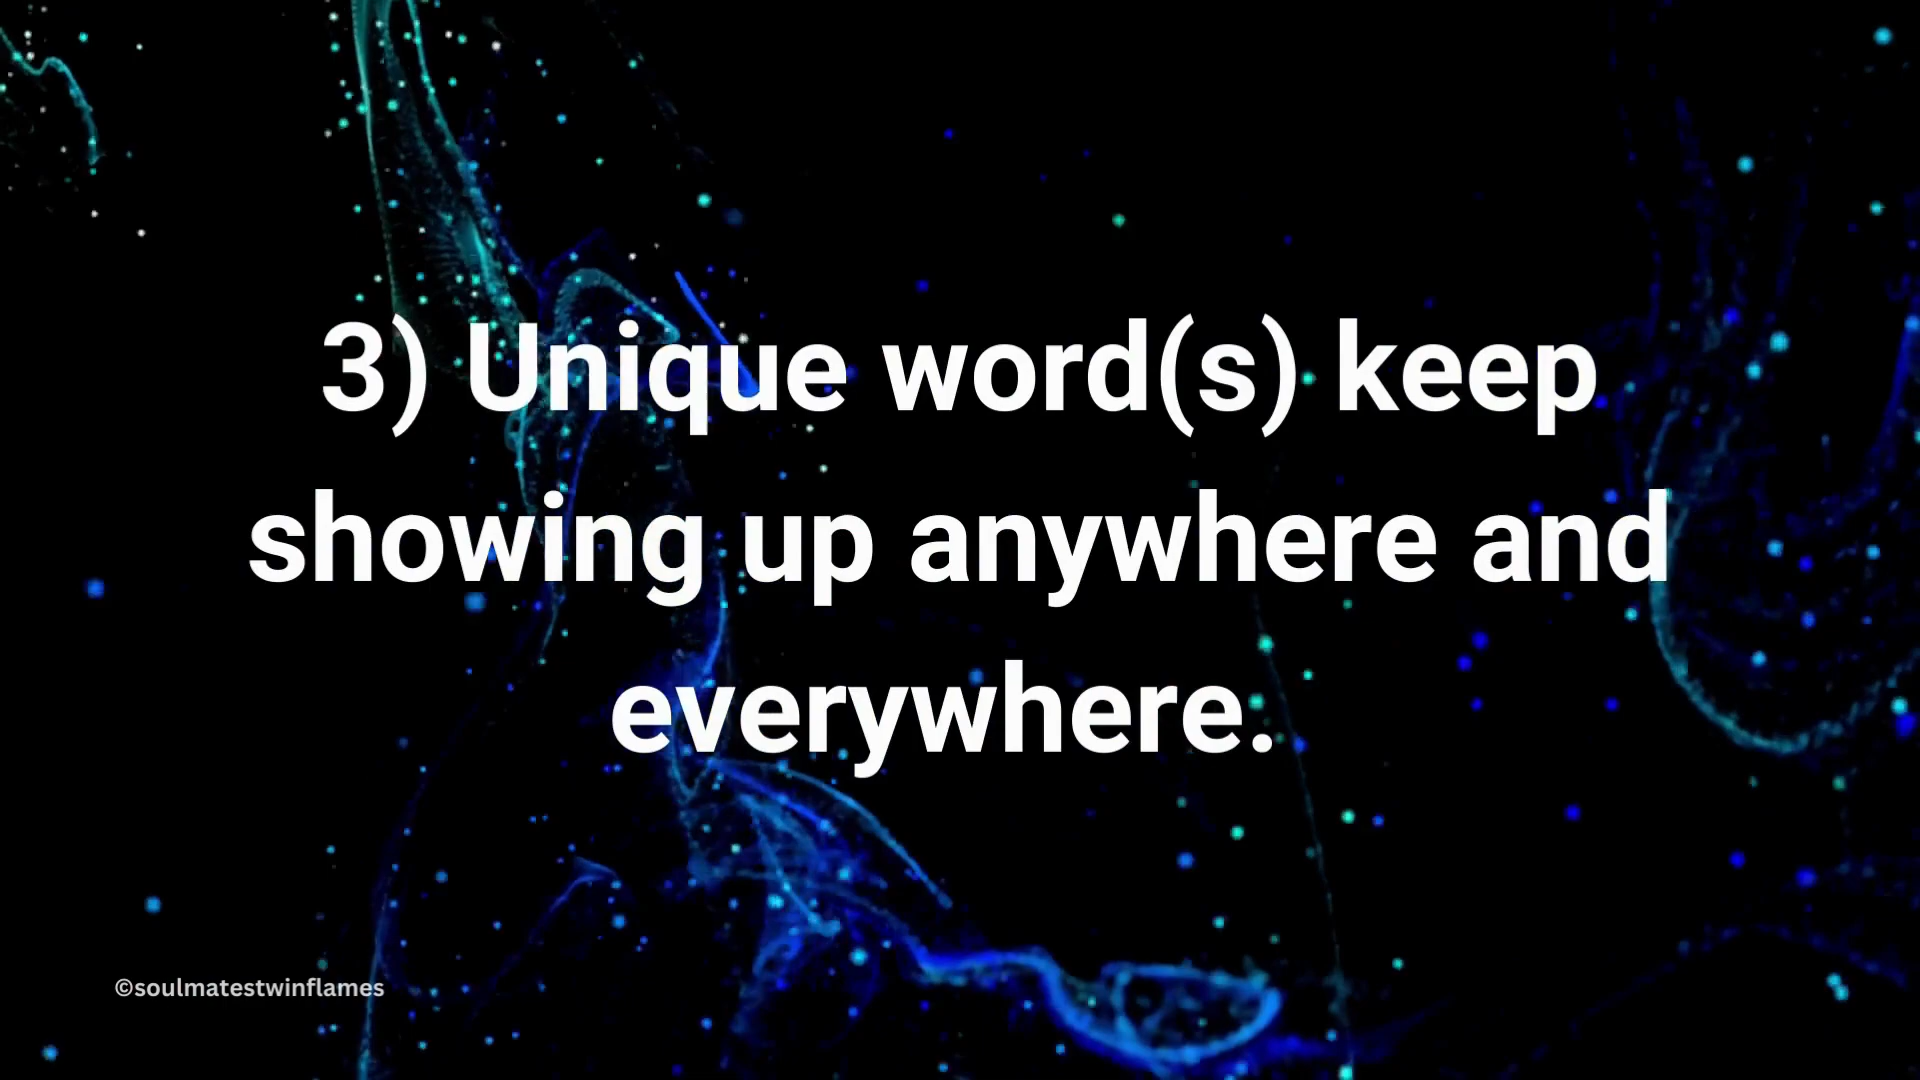 3) Unique word(s) keep
showing up anywhere and
everywhere.
©soulmatestwinflames